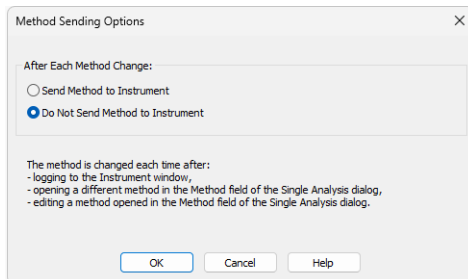 Method Sending Options
After Each Method Change:
Send Method to Instrument
Do Not Send Method to Instrument
The method is changed each time after:
- logging to the Instrument window,
- opening a different method in the Method field of the Single Analysis dialog,
- editing a method opened in the Method field of the Single Analysis dialog.
OK Cancel Help